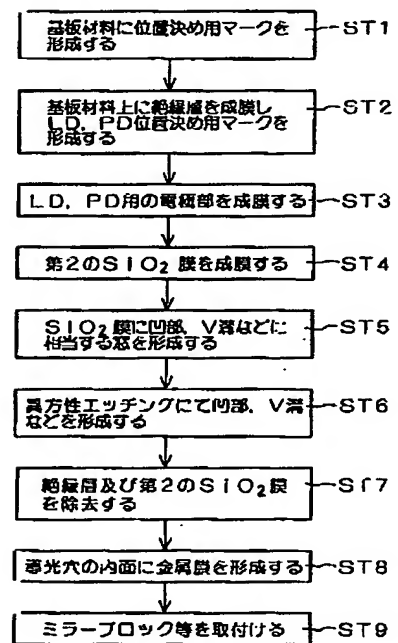 基板材料に位置決め用マークを
形成する
ST1
基板材料上に絶縁層を成膜し
LD, PD位置決め用マークを
形成する
ST2
LD, PD用の電極部を成膜する
ST3
第2のSiO2 膜を成膜する
ST4
SiO2膜に凹部, V溝などに
相当する窓を形成する
ST5
異方性エッチングにて凹部, V溝
などを形成する
ST6
絶縁層及び第2のSiO2膜
を除去する
ST7
導光穴の内面に金属膜を形成する
ST8
ミラーブロック等を取付ける
ST9